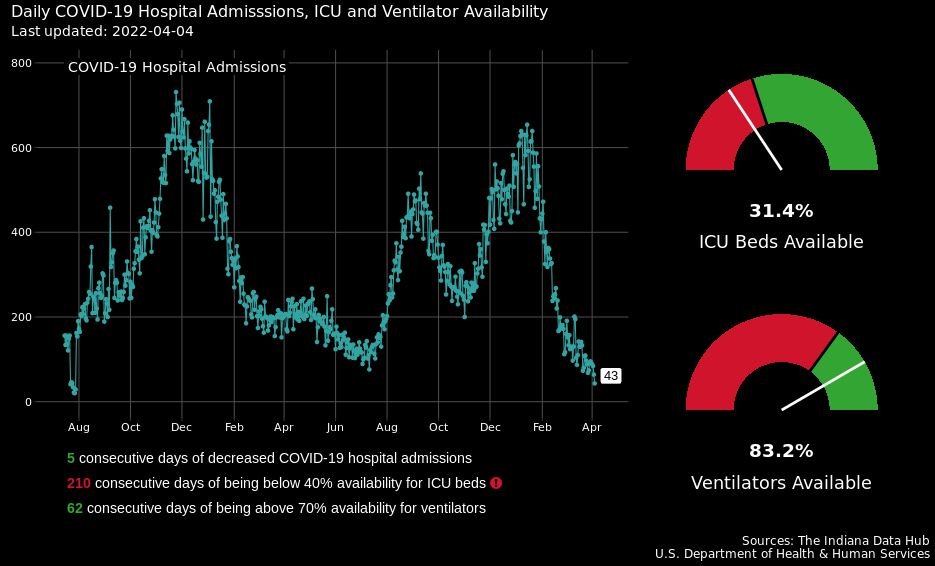 Daily COVID-19 Hospital Admisssions, ICU and Ventilator Availability
Last updated: 2022-04-04
COVID-19 Hospital Admissions
800
600
400
200
0
Aug Oct Dec Feb Apr Jun Aug Oct Dec Feb Apr
43
31.4%
ICU Beds Available
83.2%
Ventilators Available
5 consecutive days of decreased COVID-19 hospital admissions
210 consecutive days of being below 40% availability for ICU beds
62 consecutive days of being above 70% availability for ventilators
Sources: The Indiana Data Hub
U.S. Department of Health & Human Services